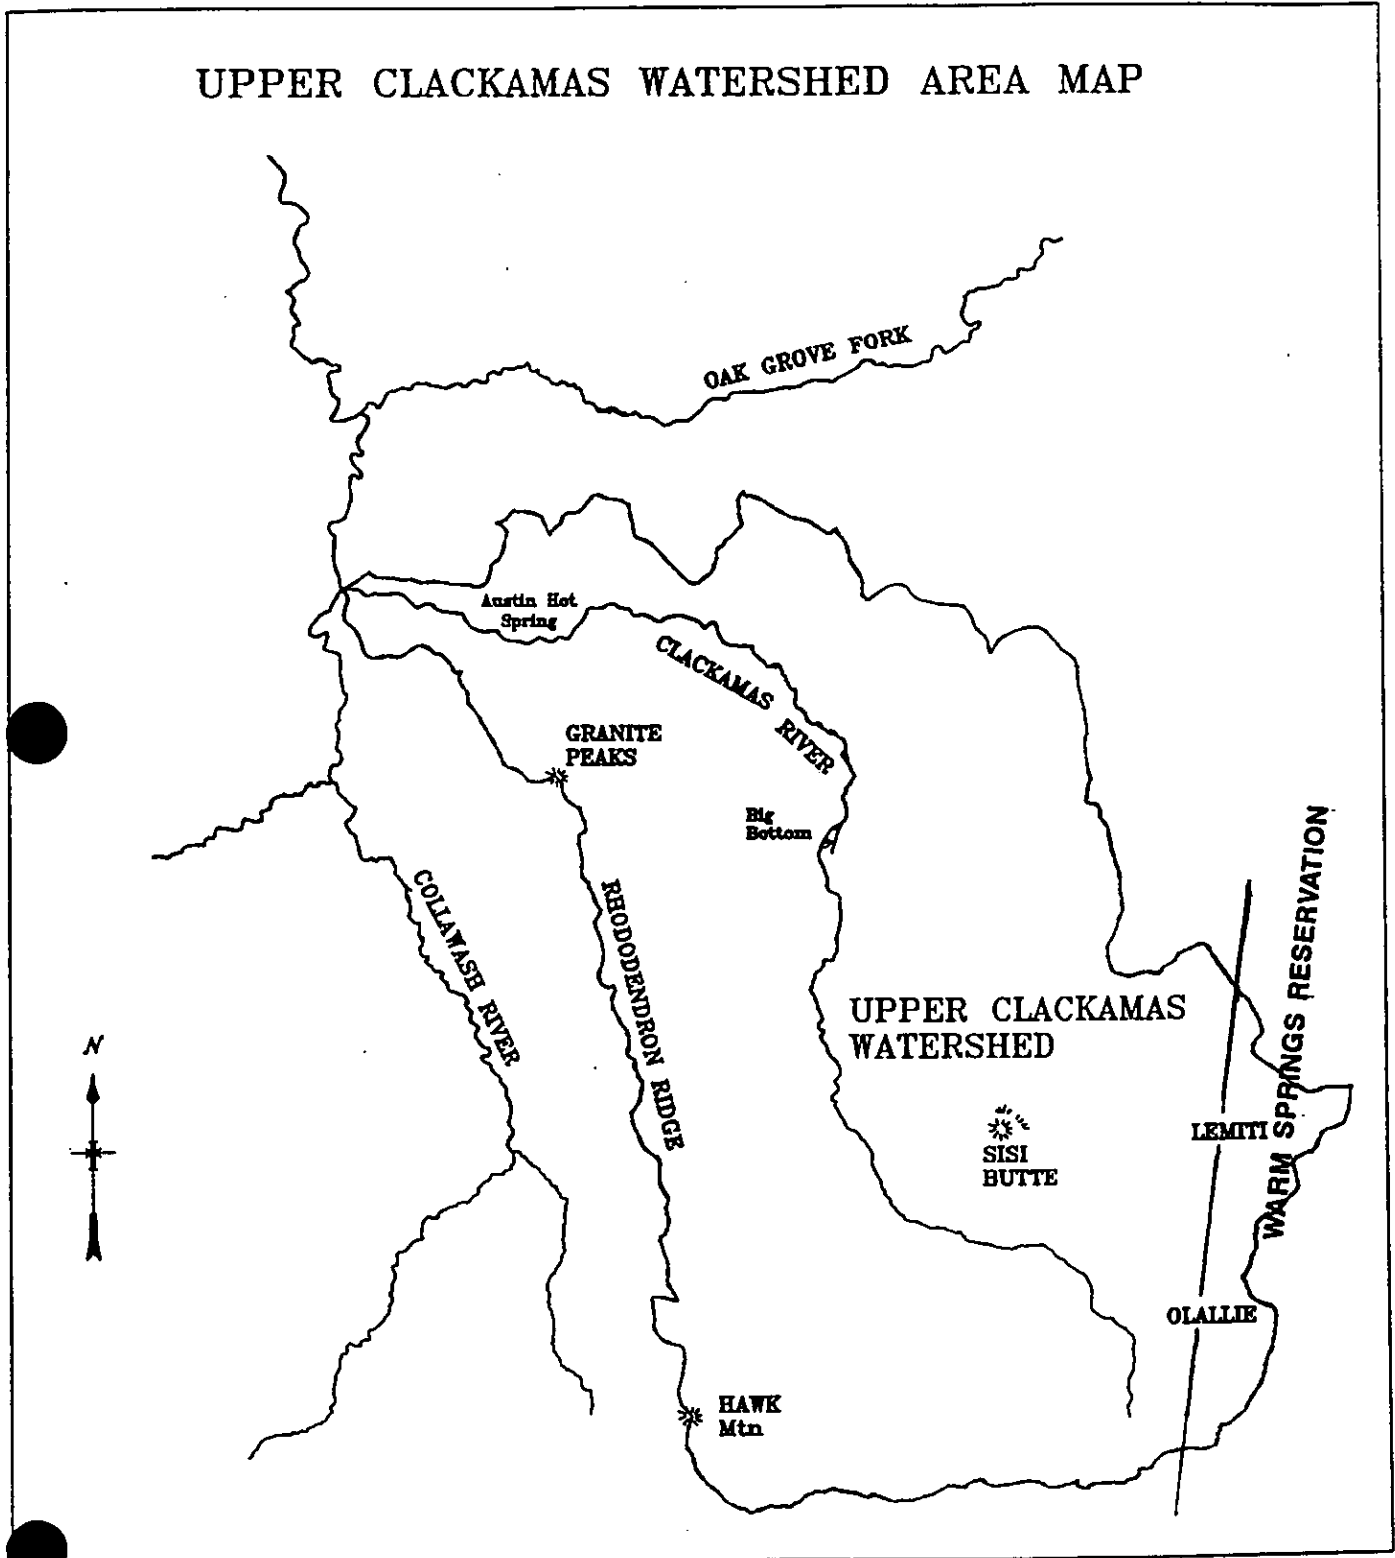 UPPER CLACKAMAS WATERSHED AREA MAP
OAK GROVE FORK
Austin Hot
Spring
CLACKAMAS RIVER
GRANITE
PEAKS
Big
Bottom
COLLAWASH RIVER
RHODODENDRON RIDGE
WARM SPRINGS RESERVATION
UPPER CLACKAMAS
WATERSHED
N
LEMITI
SISI
BUTTE
OLALLIE
HAWK
Mtn